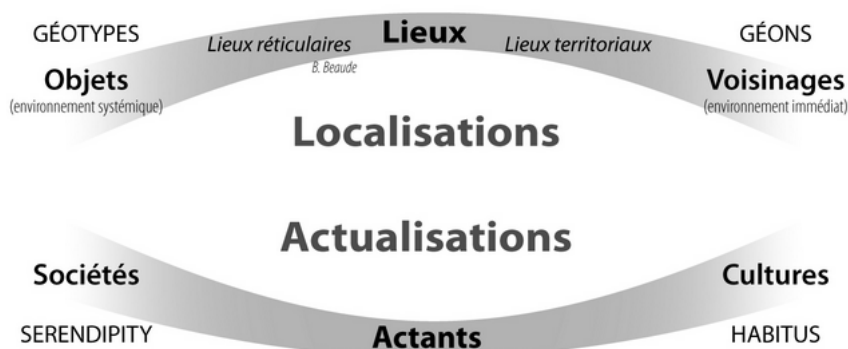 GÉOTYPES
Lieux réticulaires
Lieux
Lieux territoriaux
GÉONS
B. Beaude
Objets
(environnement systémique)
Voisinages
(environnement immédiat)
Localisations
Actualisations
Sociétés
Cultures
SERENDIPITY
Actants
HABITUS